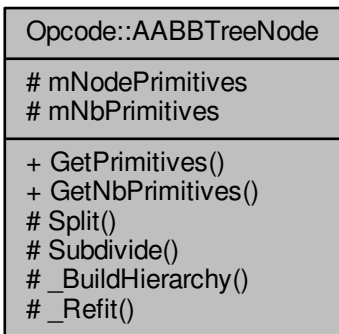 Opcode::AABBTreeNode
# mNodePrimitives
# mNbPrimitives
+ GetPrimitives()
+ GetNbPrimitives()
# Split()
# Subdivide()
# _BuildHierarchy()
# _Refit()